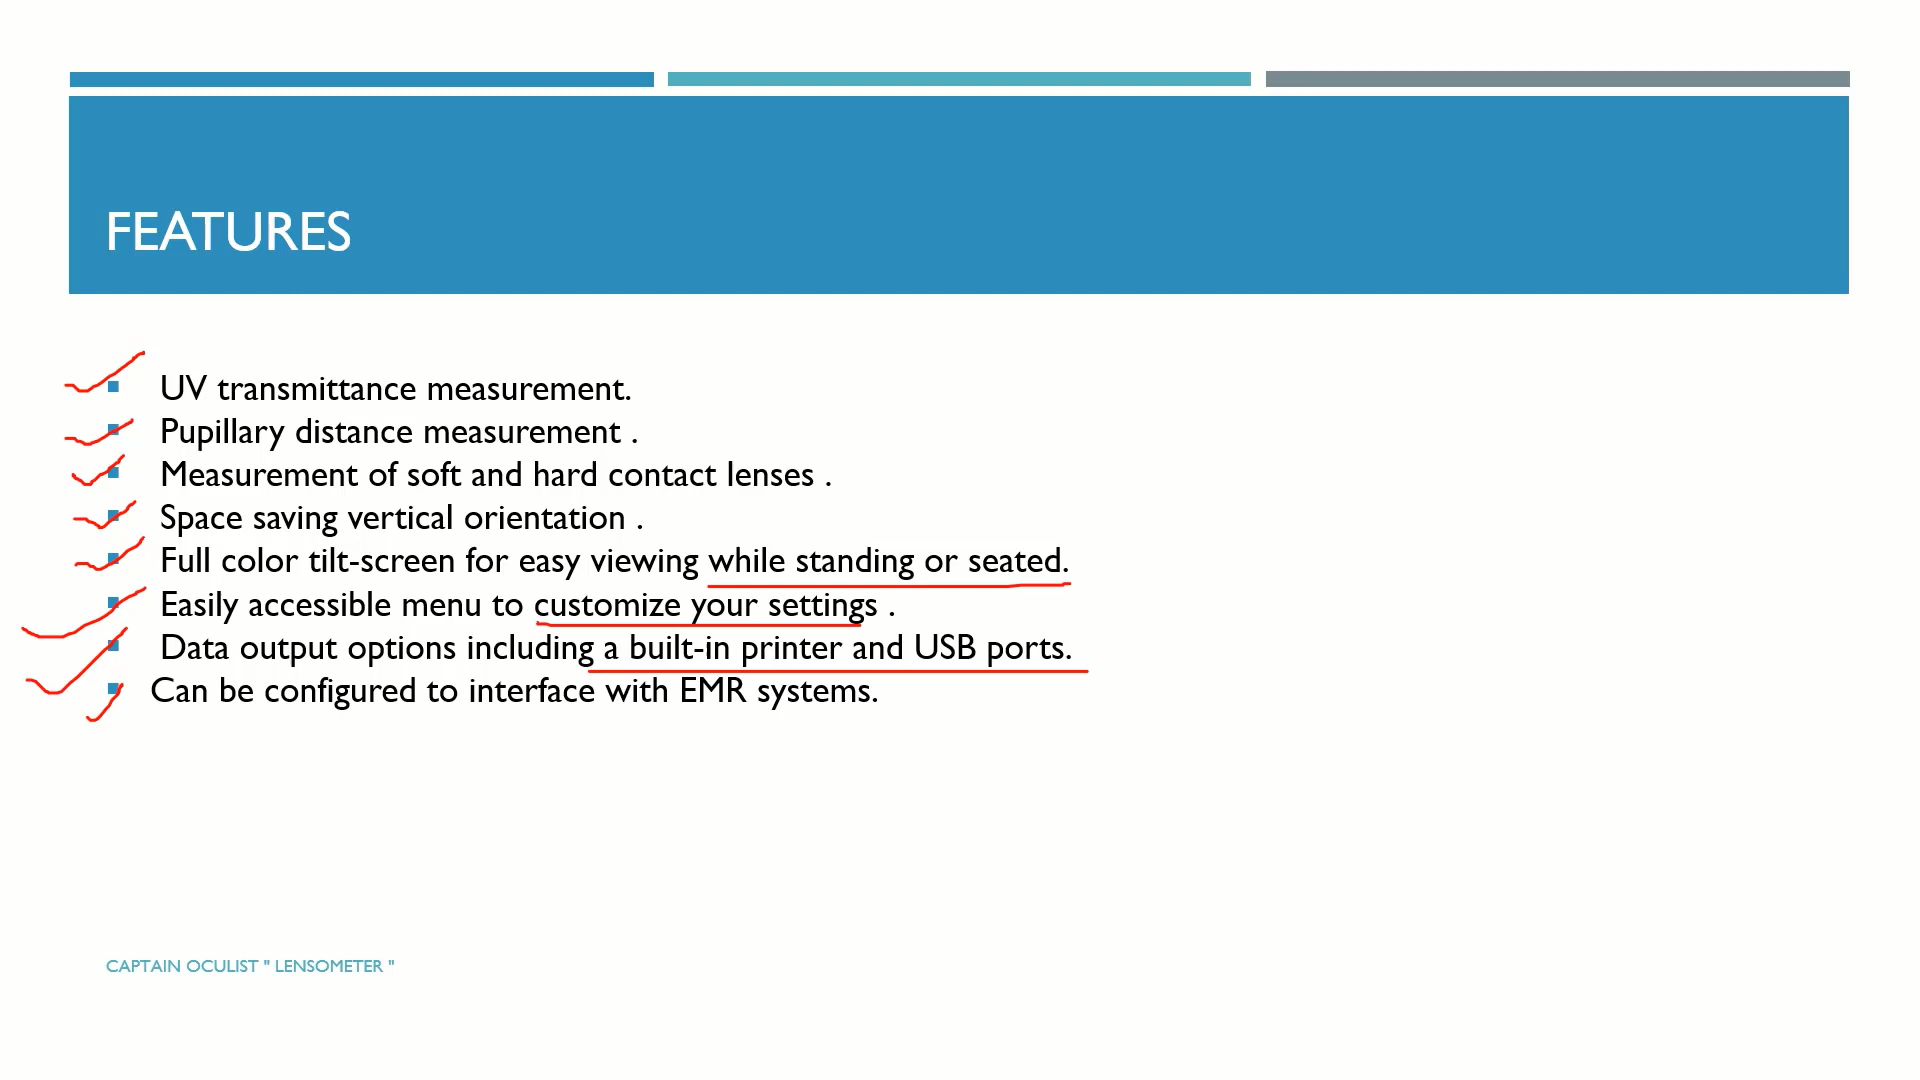 FEATURES
UV transmittance measurement.
Pupillary distance measurement .
Measurement of soft and hard contact lenses .
Space saving vertical orientation .
Full color tilt-screen for easy viewing while standing or seated.
Easily accessible menu to customize your settings .
Data output options including a built-in printer and USB ports.
Can be configured to interface with EMR systems.
CAPTAIN OCULIST " LENSOMETER "